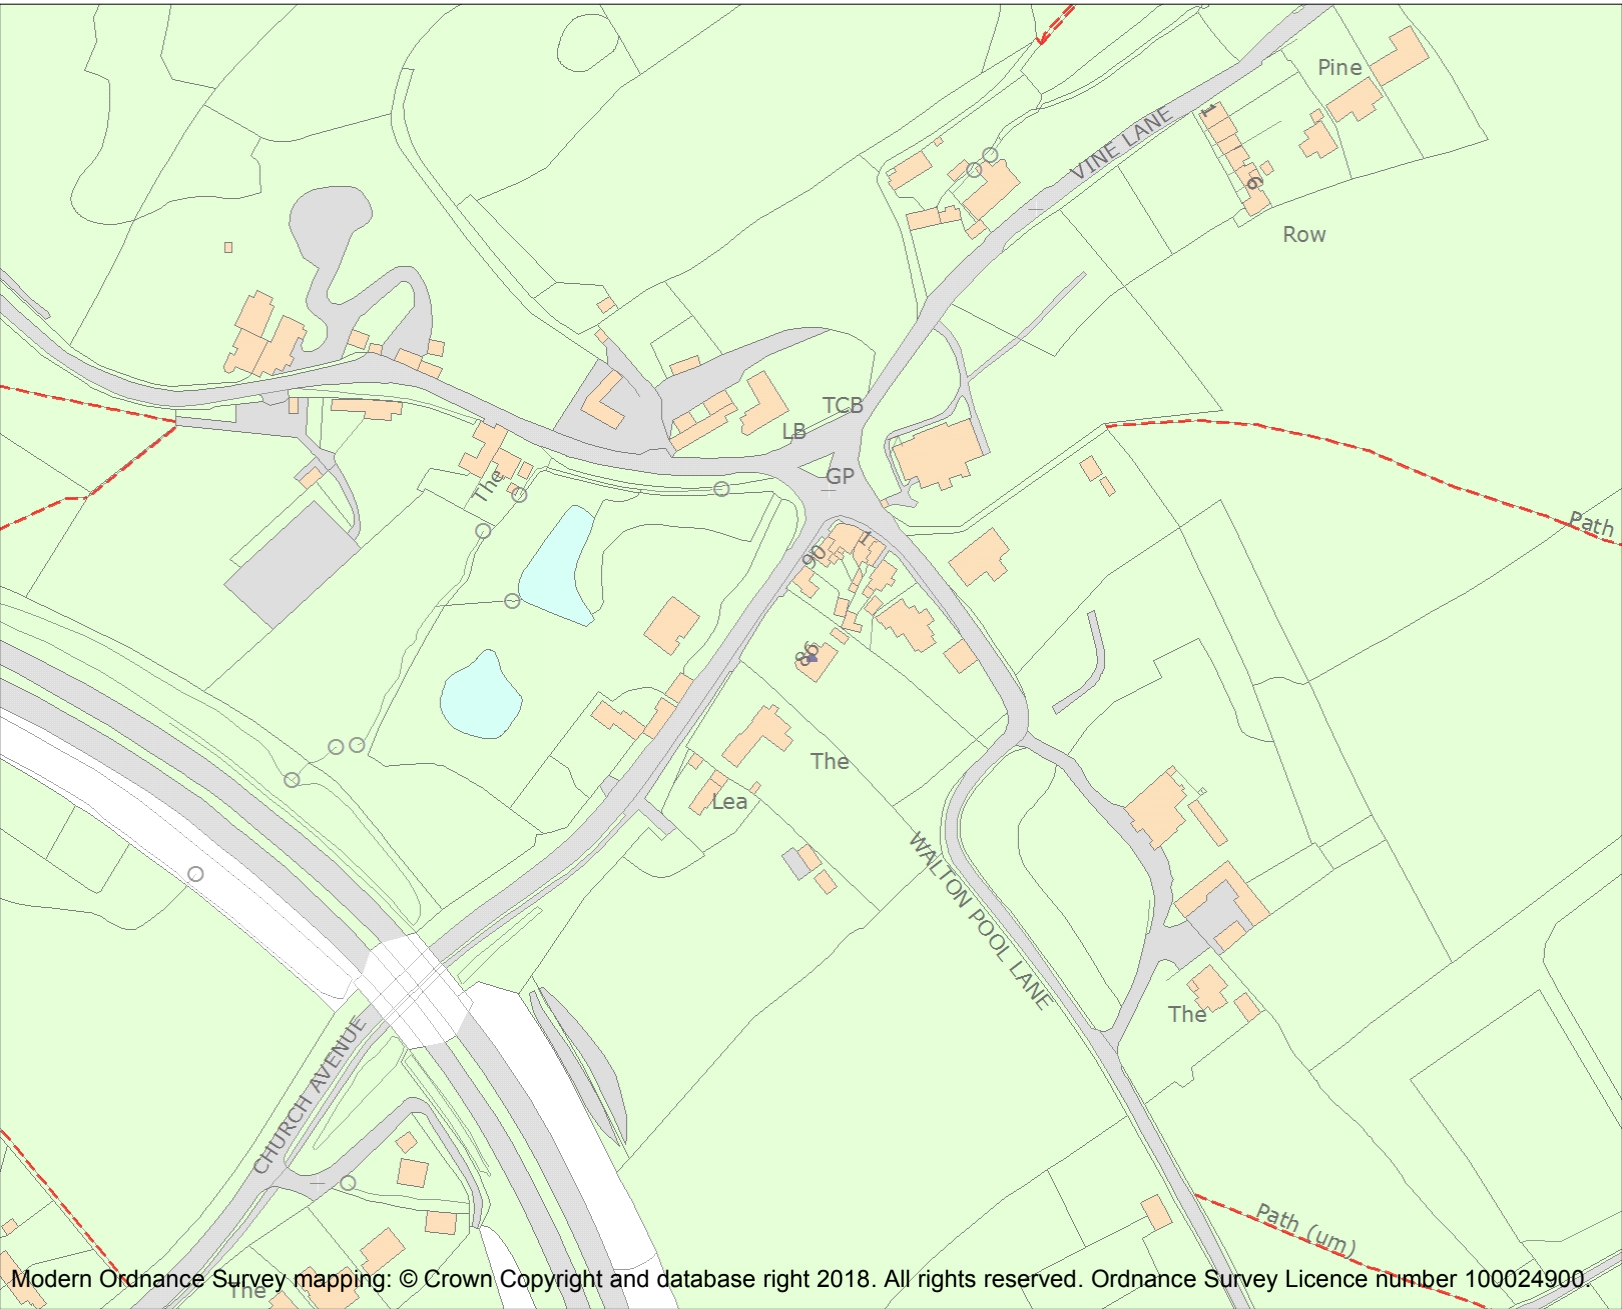 Pine
1
VINE LANE
6
Row
TCB
LB
GP
The
Path
1
90
86
The
Lea
WALTON POOL LANE
The
CHURCH AVENUE
Path (um)
The
Modern Ordnance Survey mapping: © Crown Copyright and database right 2018. All rights reserved. Ordnance Survey Licence number 100024900.